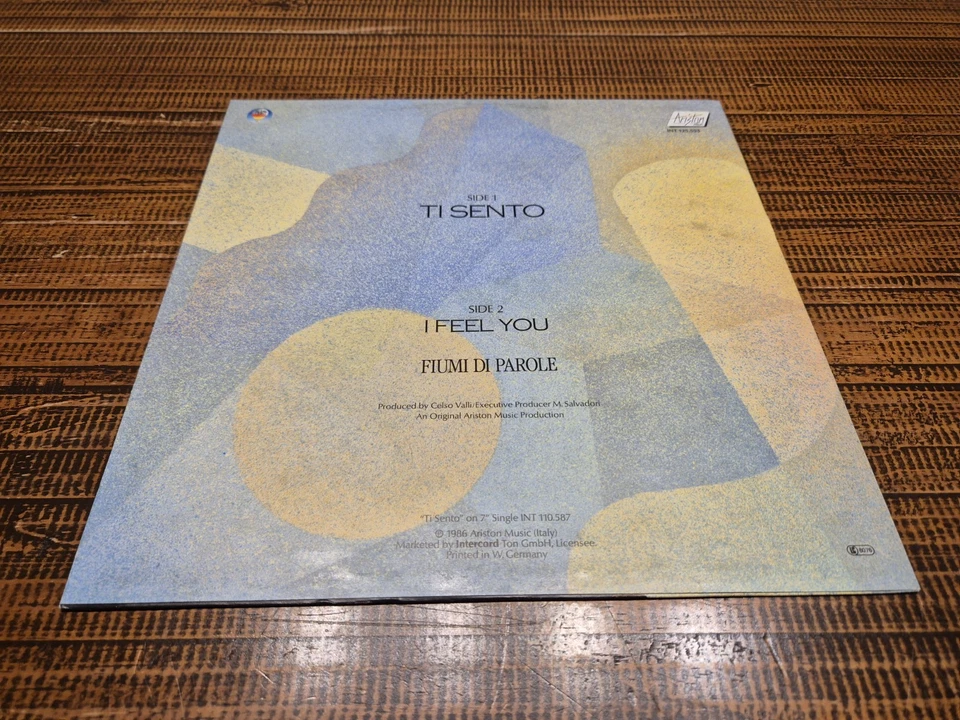 Ariston
SIDE 1
TI SENTO
SIDE 2
I FEEL YOU
FIUMI DI PAROLE
Produced by Celso Valli/Executive Producer M. Salvadori
An Original Ariston Music Production
"Ti Sento" on 7" Single INT 110.587
℗ 1986 Ariston Music (Italy)
Marketed by Intercord Ton GmbH, Licensee.
Printed in W. Germany